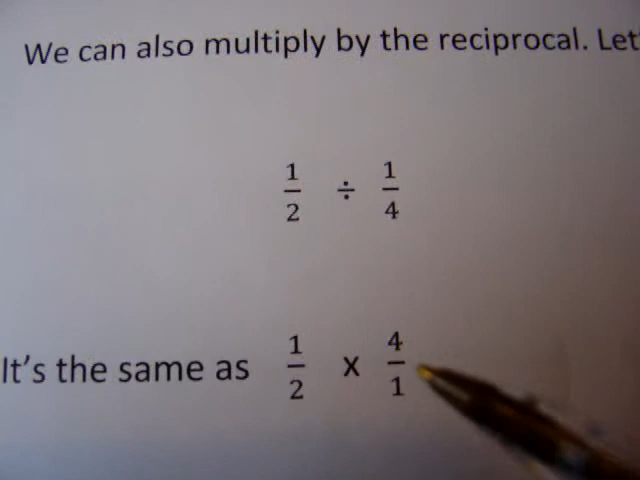 We can also multiply by the reciprocal. Let'
1/2 ÷ 1/4
It's the same as 1/2 x 4/1